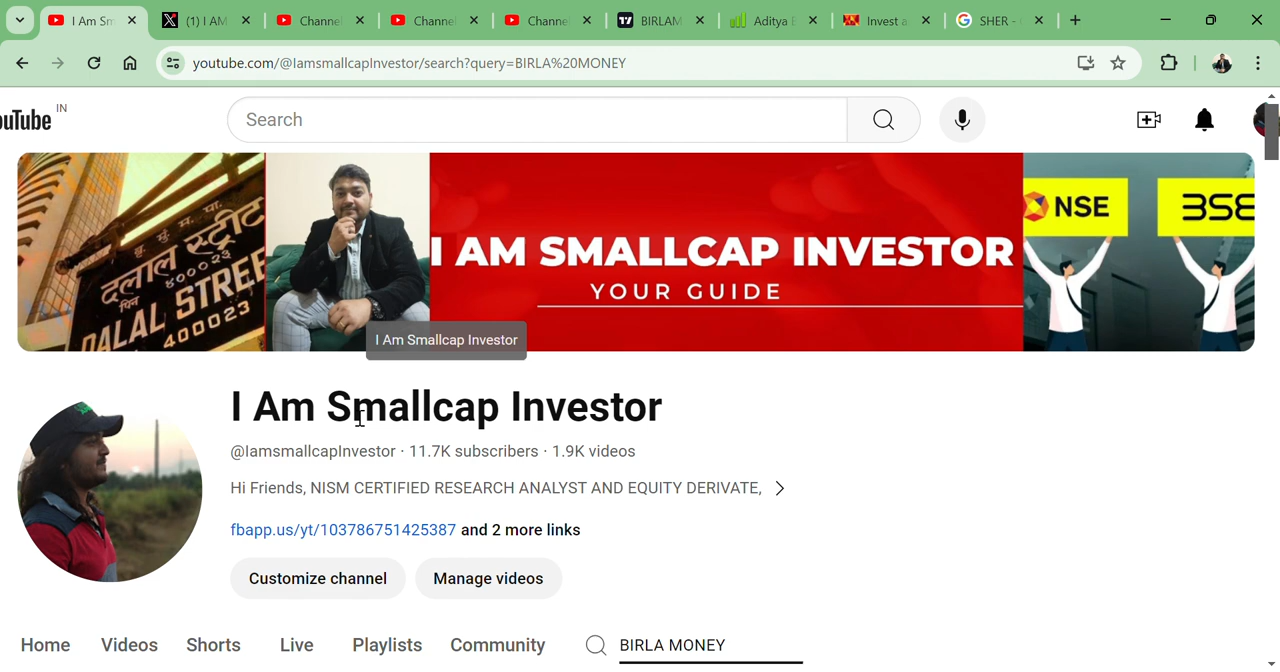 I Am Sm
(1) I AM
Channel
Channel
Channel
BIRLAM
Aditya B
Invest a
SHER -
youtube.com/@IamsmallcapInvestor/search?query=BIRLA%20MONEY
ouTube IN
Search
दलाल स्ट्रीट
पिन ४०००२३
DALAL STREE
400023
I AM SMALLCAP INVESTOR
YOUR GUIDE
NSE
BSE
I Am Smallcap Investor
I Am Smallcap Investor
@IamsmallcapInvestor · 11.7K subscribers · 1.9K videos
Hi Friends, NISM CERTIFIED RESEARCH ANALYST AND EQUITY DERIVATE,
fbapp.us/yt/103786751425387 and 2 more links
Customize channel
Manage videos
Home
Videos
Shorts
Live
Playlists
Community
BIRLA MONEY